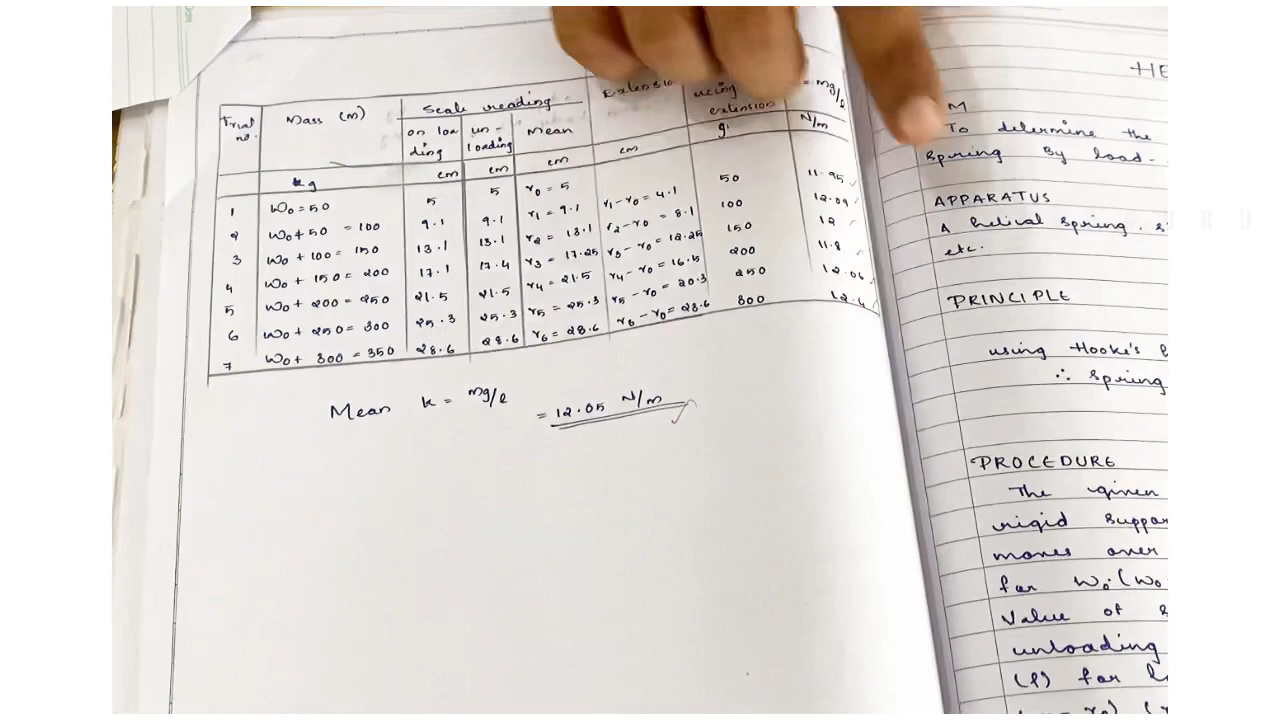 Trial no. Mass (m) Scale reading Extension using extension = mg/l
on loading un-loading Mean
kg cm cm cm cm g. N/m
1 W0 = 50 5 5 r0 = 5
2 W0 + 50 = 100 9.1 9.1 r1 = 9.1 r1 - r0 = 4.1 50 11.95
3 W0 + 100 = 150 13.1 13.1 r2 = 13.1 r2 - r0 = 8.1 100 12.09
4 W0 + 150 = 200 17.1 17.4 r3 = 17.25 r3 - r0 = 12.25 150 12
5 W0 + 200 = 250 21.5 21.5 r4 = 21.5 r4 - r0 = 16.5 200 11.8
6 W0 + 250 = 300 25.3 25.3 r5 = 25.3 r5 - r0 = 20.3 250 12.06
7 W0 + 300 = 350 28.6 28.6 r6 = 28.6 r6 - r0 = 23.6 300 12.4
Mean k = mg/l = 12.05 N/m
HE
M
To determine the
spring By load-
APPARATUS
A helical spring.
etc.
PRINCIPLE
using Hooke's
∴ spring
PROCEDURE
The given
rigid suppor
moves over
for W0. (W0
Value of
unloading
(l) for
GURU